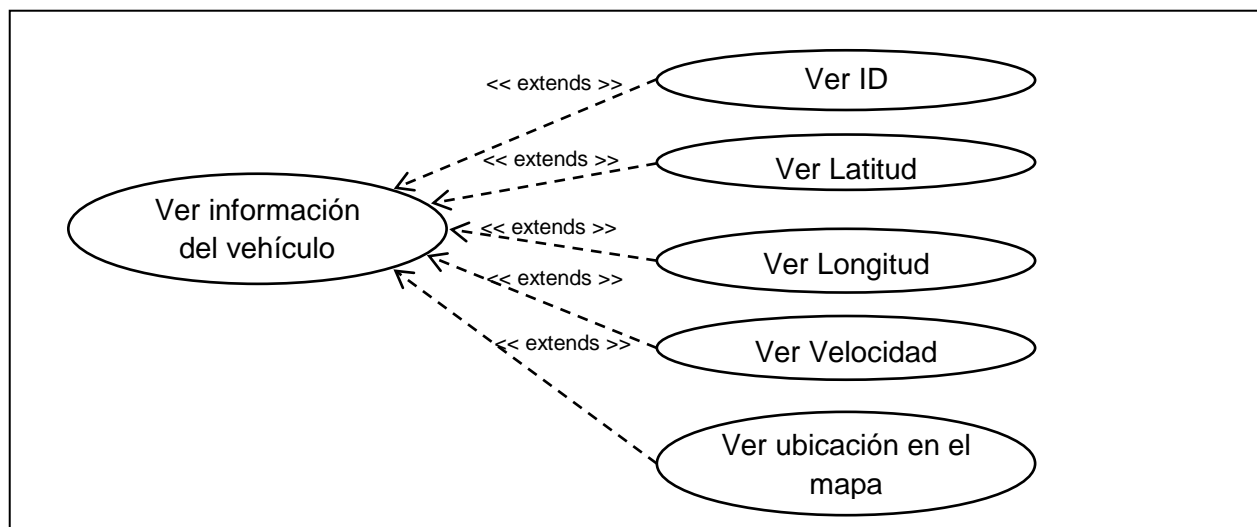 Ver ID
<< extends >>
Ver Latitud
<< extends >>
Ver información
del vehículo
<< extends >>
Ver Longitud
<< extends >>
Ver Velocidad
<< extends >>
Ver ubicación en el
mapa